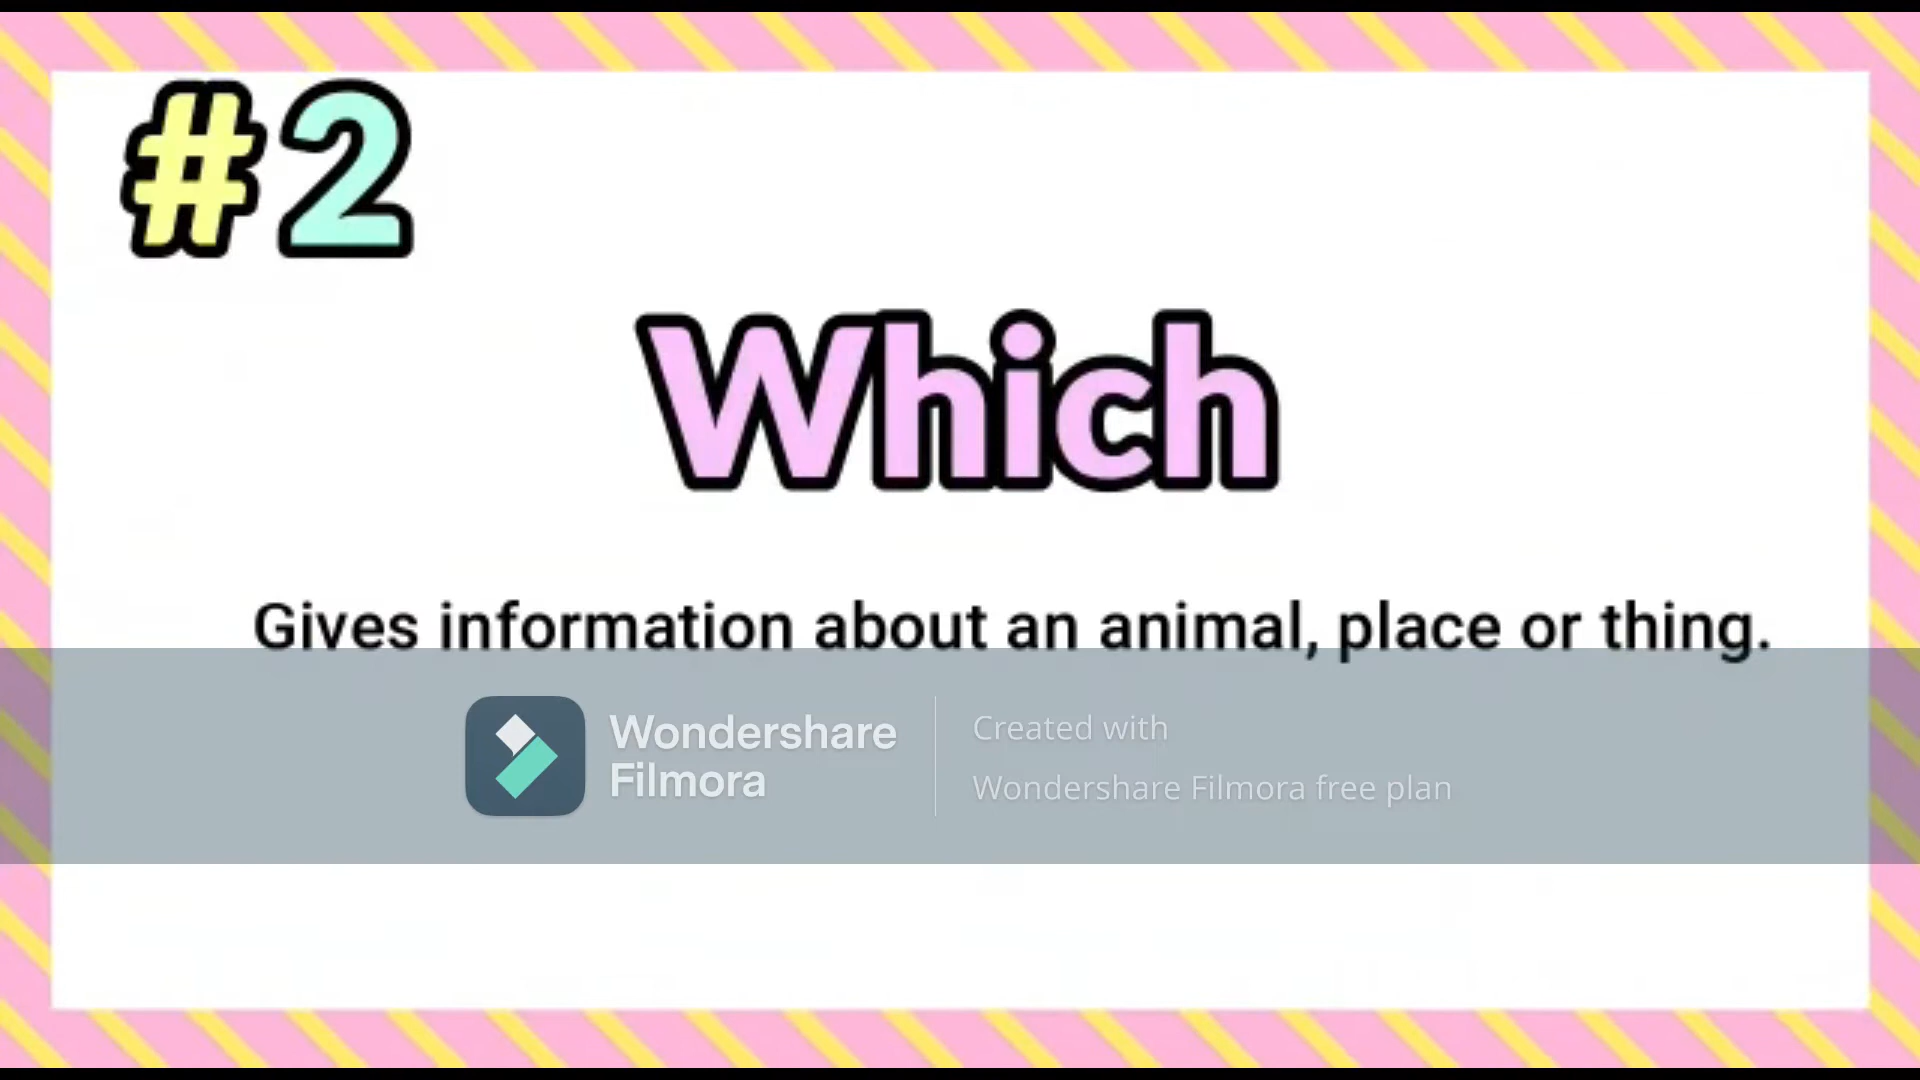 #2
Which
Gives information about an animal, place or thing.
Wondershare
Filmora
Created with
Wondershare Filmora free plan